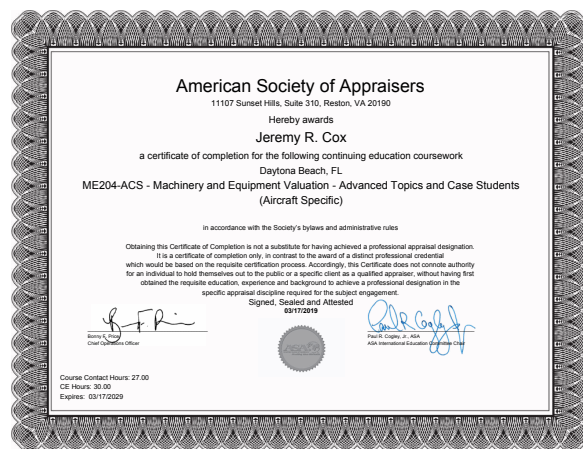 American Society of Appraisers
11107 Sunset Hills, Suite 310, Reston, VA 20190
Hereby awards
Jeremy R. Cox
a certificate of completion for the following continuing education coursework
Daytona Beach, FL
ME204-ACS - Machinery and Equipment Valuation - Advanced Topics and Case Students
(Aircraft Specific)
in accordance with the Society's bylaws and administrative rules
Obtaining this Certificate of Completion is not a substitute for having achieved a professional appraisal designation.
It is a certificate of completion only, in contrast to the award of a distinct professional credential
which would be based on the requisite certification process. Accordingly, this Certificate does not connote authority
for an individual to hold themselves out to the public or a specific client as a qualified appraiser, without having first
obtained the requisite education, experience and background to achieve a professional designation in the
specific appraisal discipline required for the subject engagement.
Signed, Sealed and Attested
03/17/2019
Bonny F. Price
Chief Operations Officer
Paul R. Cogley, Jr., ASA
ASA International Education Committee Chair
Course Contact Hours: 27.00
CE Hours: 30.00
Expires: 03/17/2029